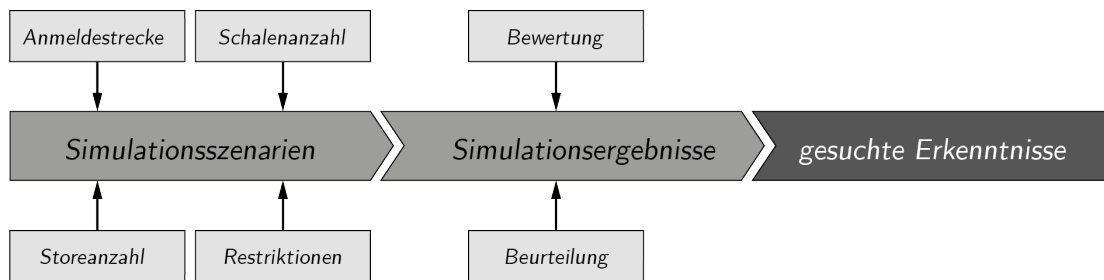 Anmeldestrecke
Schalenanzahl
Bewertung
Simulationsszenarien
Simulationsergebnisse
gesuchte Erkenntnisse
Storeanzahl
Restriktionen
Beurteilung